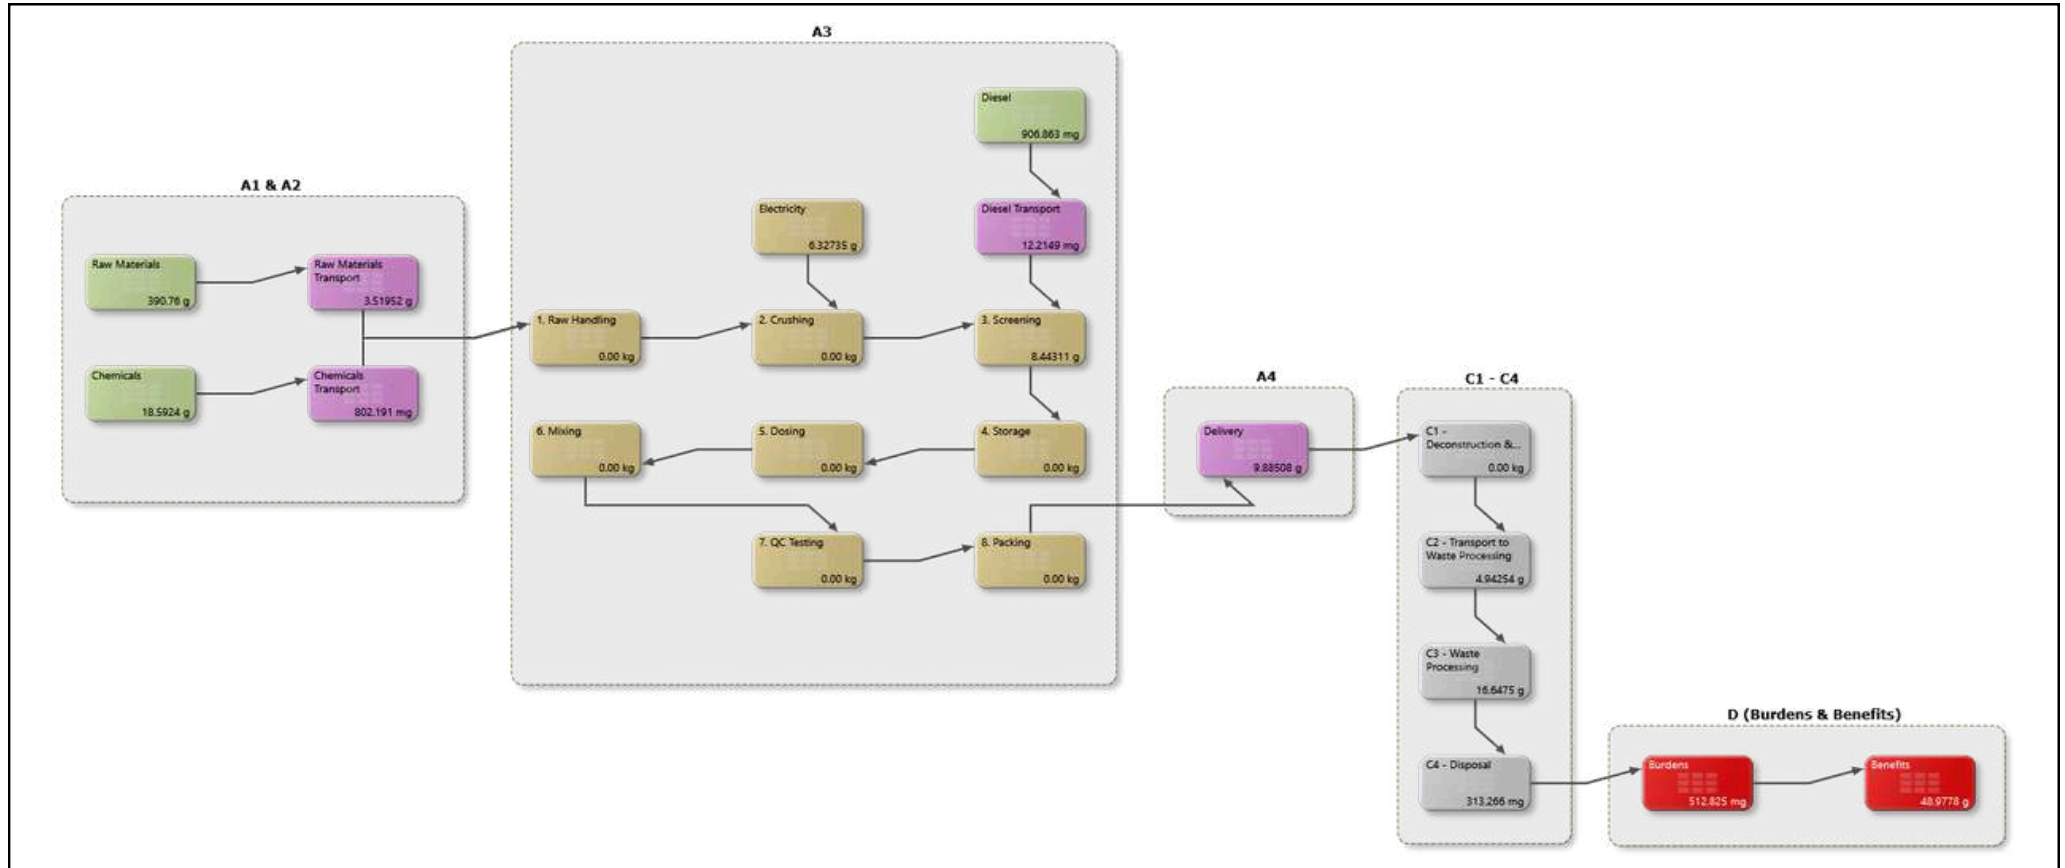 A1 & A2
Raw Materials
390.76 g
Raw Materials
Transport
3.51952 g
Chemicals
18.5924 g
Chemicals
Transport
802.191 mg
A3
Diesel
906.863 mg
Electricity
6.32735 g
Diesel Transport
12.2149 mg
1. Raw Handling
0.00 kg
2. Crushing
0.00 kg
3. Screening
8.44311 g
6. Mixing
0.00 kg
5. Dosing
0.00 kg
4. Storage
0.00 kg
7. QC Testing
0.00 kg
8. Packing
0.00 kg
A4
Delivery
9.88508 g
C1 - C4
C1 -
Deconstruction &...
0.00 kg
C2 - Transport to
Waste Processing
4.94254 g
C3 - Waste
Processing
16.6475 g
C4 - Disposal
313.266 mg
D (Burdens & Benefits)
Burdens
512.825 mg
Benefits
48.9778 g